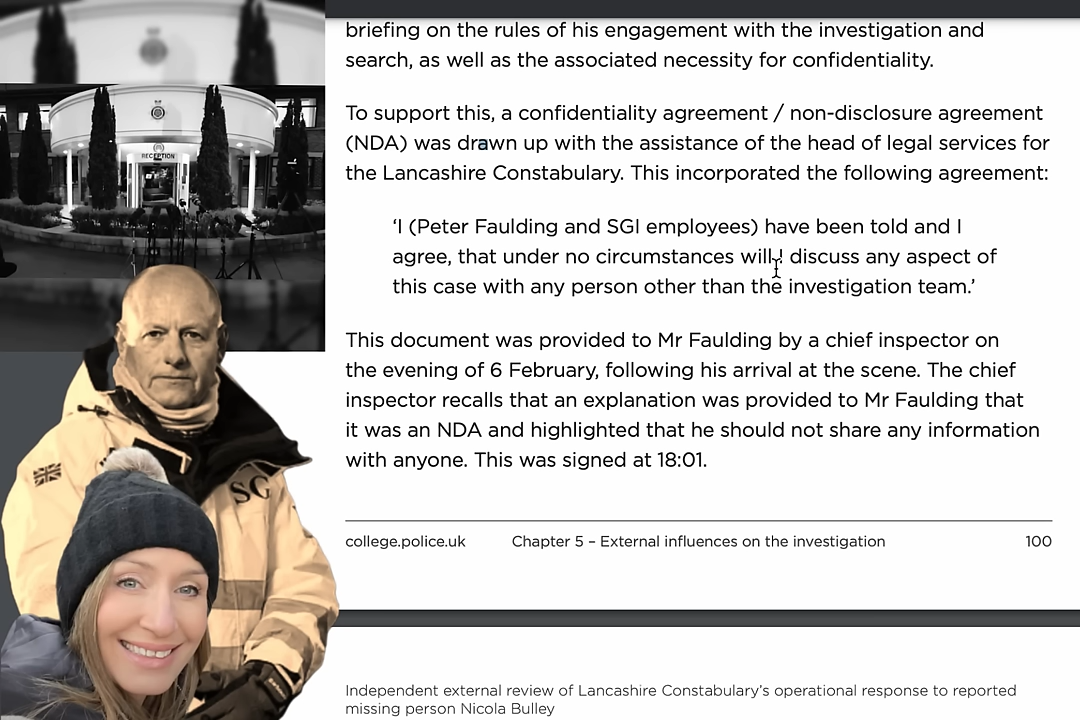 RECEPTION
SG
briefing on the rules of his engagement with the investigation and
search, as well as the associated necessity for confidentiality.
To support this, a confidentiality agreement / non-disclosure agreement
(NDA) was drawn up with the assistance of the head of legal services for
the Lancashire Constabulary. This incorporated the following agreement:
‘I (Peter Faulding and SGI employees) have been told and I
agree, that under no circumstances will I discuss any aspect of
this case with any person other than the investigation team.’
This document was provided to Mr Faulding by a chief inspector on
the evening of 6 February, following his arrival at the scene. The chief
inspector recalls that an explanation was provided to Mr Faulding that
it was an NDA and highlighted that he should not share any information
with anyone. This was signed at 18:01.
college.police.uk Chapter 5 – External influences on the investigation 100
Independent external review of Lancashire Constabulary’s operational response to reported
missing person Nicola Bulley